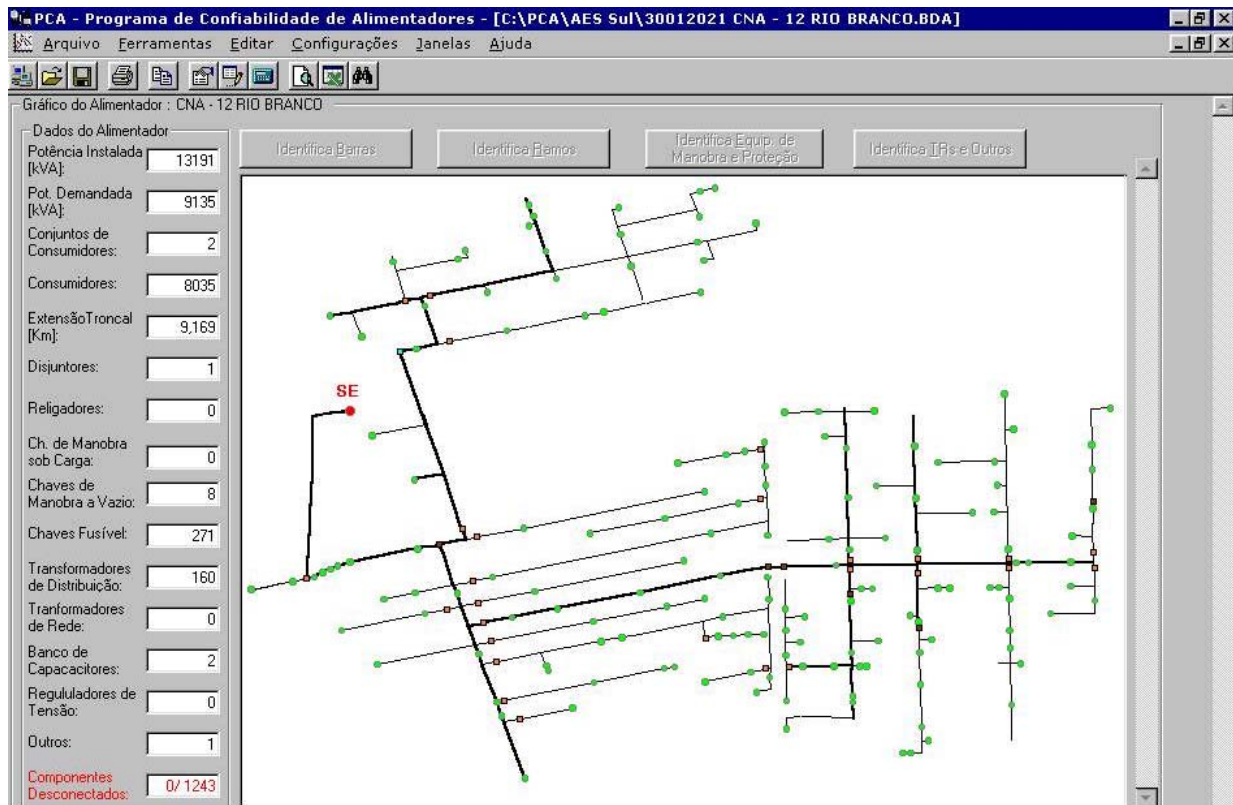 PCA - Programa de Confiabilidade de Alimentadores - [C:\PCA\AES Sul\30012021 CNA - 12 RIO BRANCO.BDA]
Arquivo Ferramentas Editar Configurações Janelas Ajuda
Gráfico do Alimentador : CNA - 12 RIO BRANCO
Dados do Alimentador
Potência Instalada
[kVA]: 13191
Pot. Demandada
[kVA]: 9135
Conjuntos de
Consumidores: 2
Consumidores: 8035
ExtensãoTroncal
[Km]: 9,169
Disjuntores: 1
Religadores: 0
Ch. de Manobra
sob Carga: 0
Chaves de
Manobra a Vazio: 8
Chaves Fusível: 271
Transformadores
de Distribuição: 160
Tranformadores
de Rede: 0
Banco de
Capacacitores: 2
Regululadores de
Tensão: 0
Outros: 1
Componentes
Desconectados: 0/ 1243
Identifica Barras
Identifica Ramos
Identifica Equip. de
Manobra e Proteção
Identifica TRs e Outros
SE